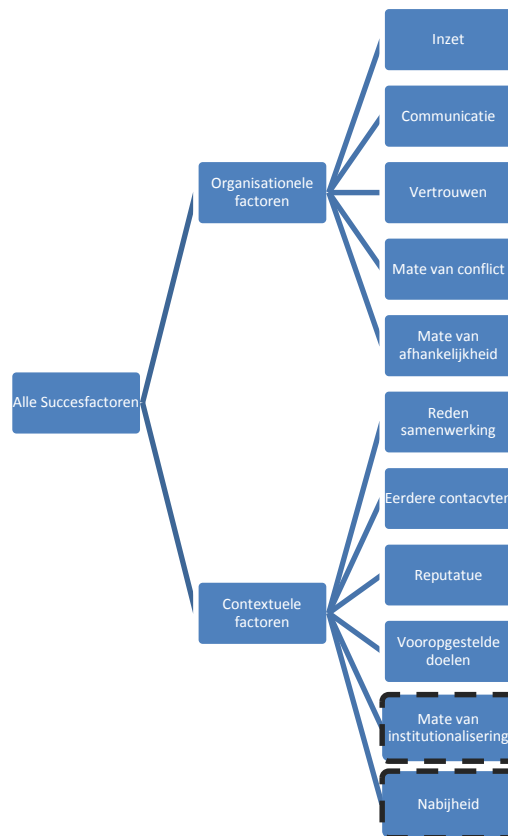 Inzet
Communicatie
Organisationele
factoren
Vertrouwen
Mate van conflict
Mate van
afhankelijkheid
Alle Succesfactoren
Reden
samenwerking
Eerdere contacvten
Reputatue
Contextuele
factoren
Vooropgestelde
doelen
Mate van
institutionalisering
Nabijheid